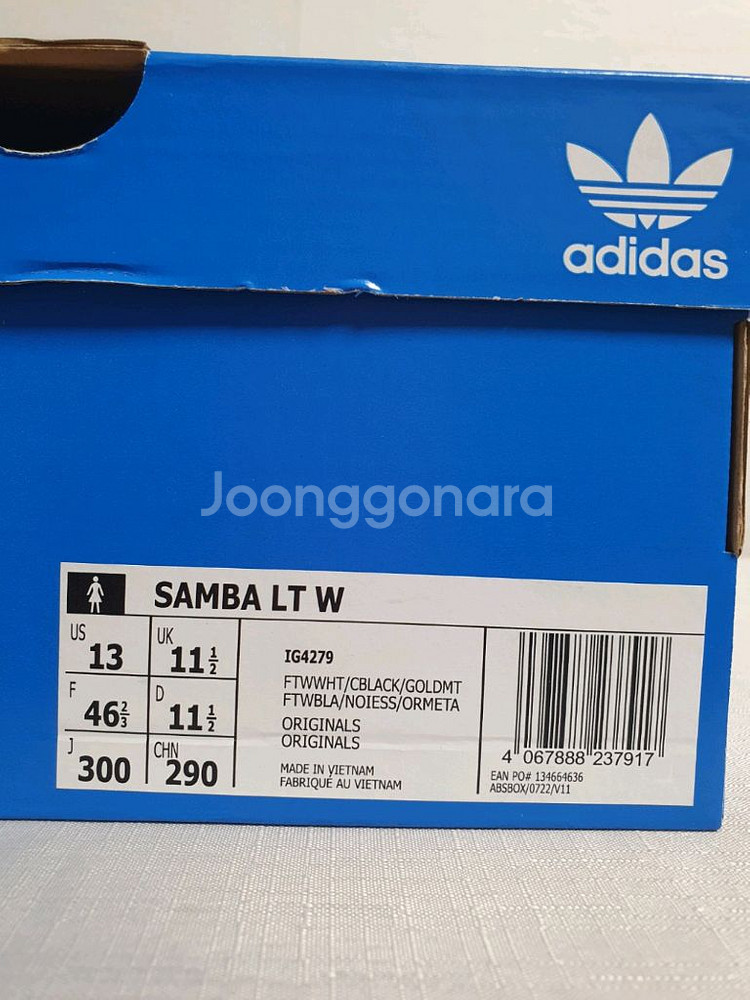 adidas
Joonggonara
SAMBA LT W
US 13
UK 11 1/2
F 46 2/3
D 11 1/2
J 300
CHN 290
IG4279
FTWWHT/CBLACK/GOLDMT
FTWBLA/NOIESS/ORMETA
ORIGINALS
ORIGINALS
MADE IN VIETNAM
FABRIQUÉ AU VIETNAM
4 067888 237917
EAN PO# 134664636
ABSBOX/0722/V11